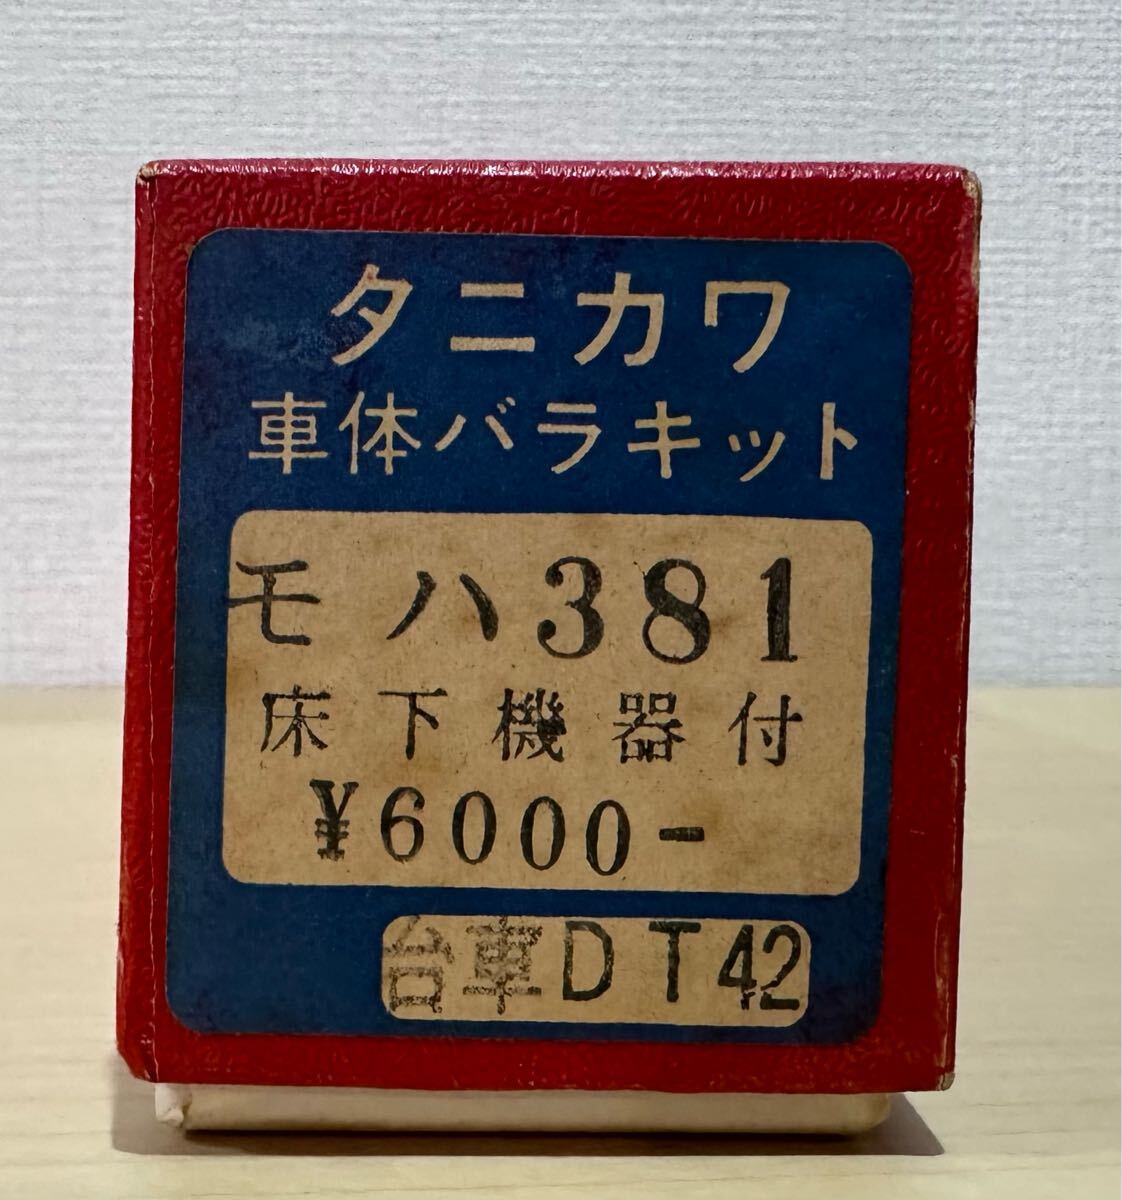 タニカワ
車体バラキット
モハ381
床下機器付
¥6000-
台車DT42